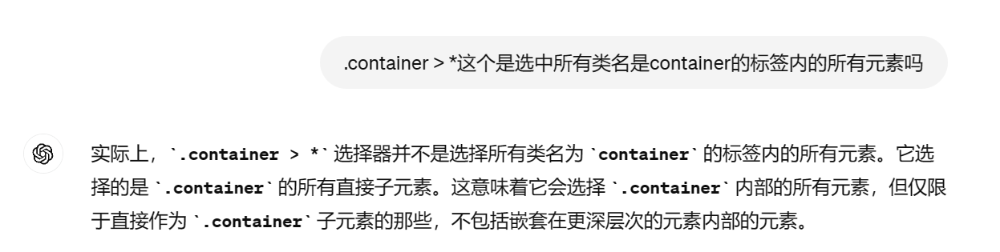 .container > *这个是选中所有类名是container的标签内的所有元素吗
实际上，`.container > *` 选择器并不是选择所有类名为 `container` 的标签内的所有元素。它选
择的是 `.container` 的所有直接子元素。这意味着它会选择 `.container` 内部的所有元素，但仅限
于直接作为 `.container` 子元素的那些，不包括嵌套在更深层次的元素内部的元素。